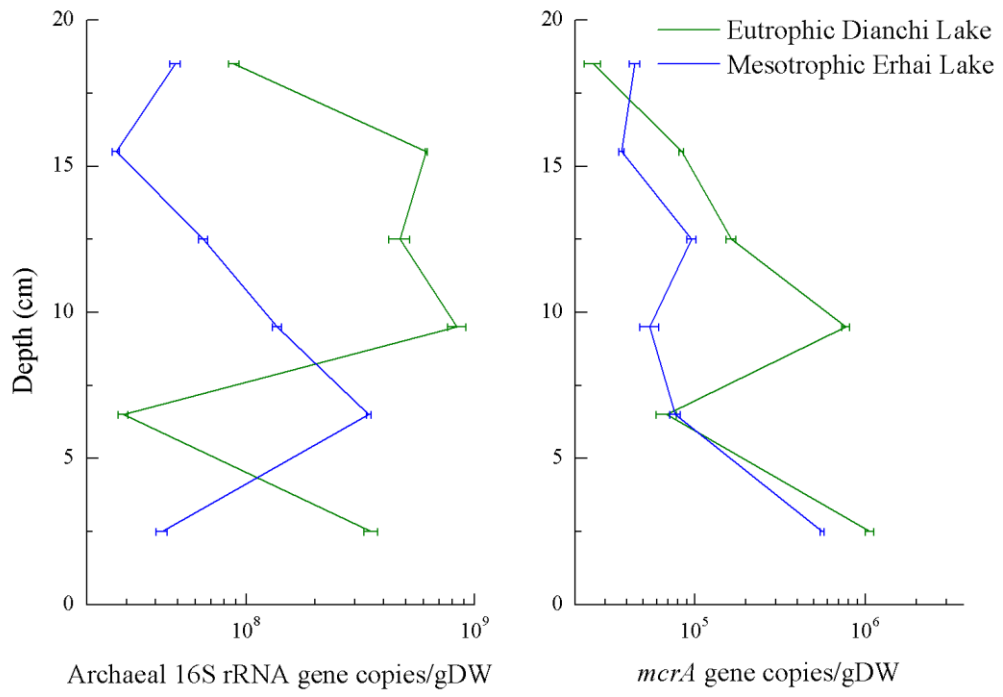 20
15
10
5
0
Depth (cm)
10⁸
10⁹
Archaeal 16S rRNA gene copies/gDW
20
15
10
5
0
10⁵
10⁶
mcrA gene copies/gDW
Eutrophic Dianchi Lake
Mesotrophic Erhai Lake